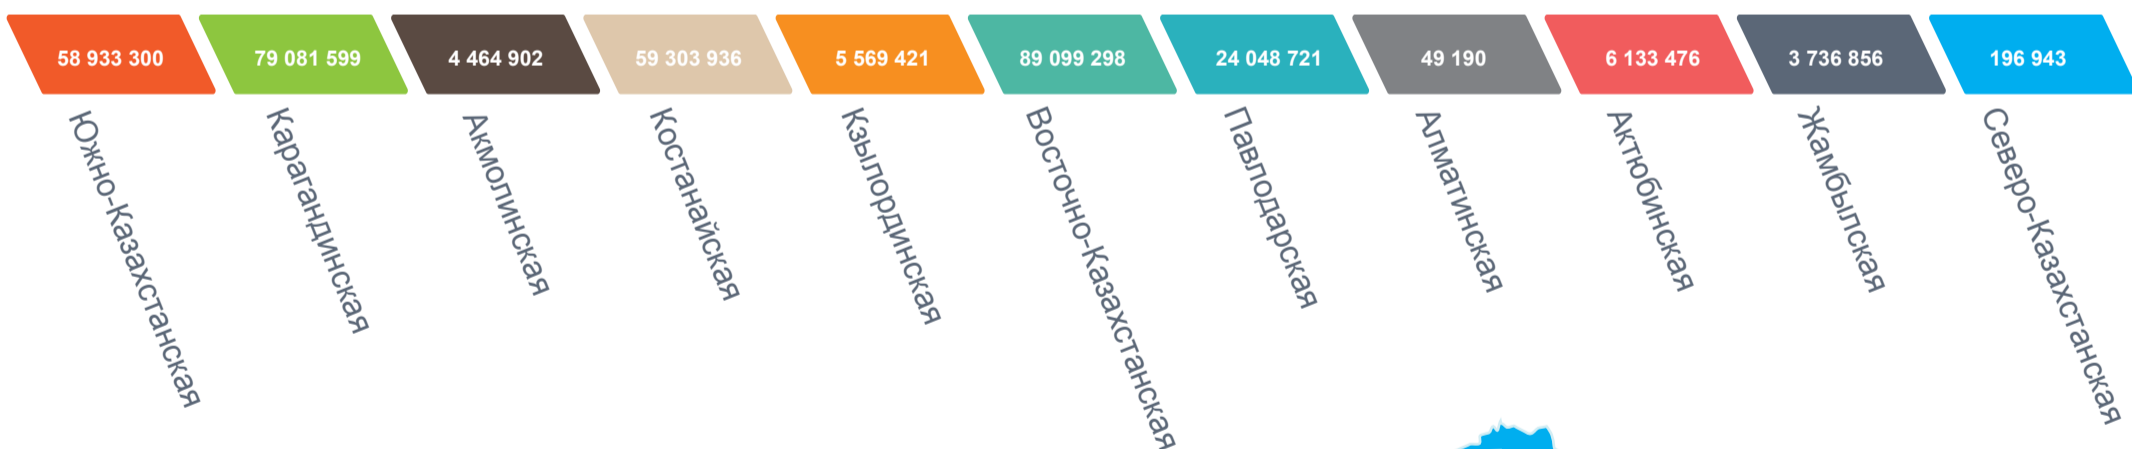 58 933 300
79 081 599
4 464 902
59 303 936
5 569 421
89 099 298
24 048 721
49 190
6 133 476
3 736 856
196 943
Южно-Казахстанская
Карагандинская
Акмолинская
Костанайская
Кзылординская
Восточно-Казахстанская
Павлодарская
Алматинская
Актюбинская
Жамбылская
Северо-Казахстанская